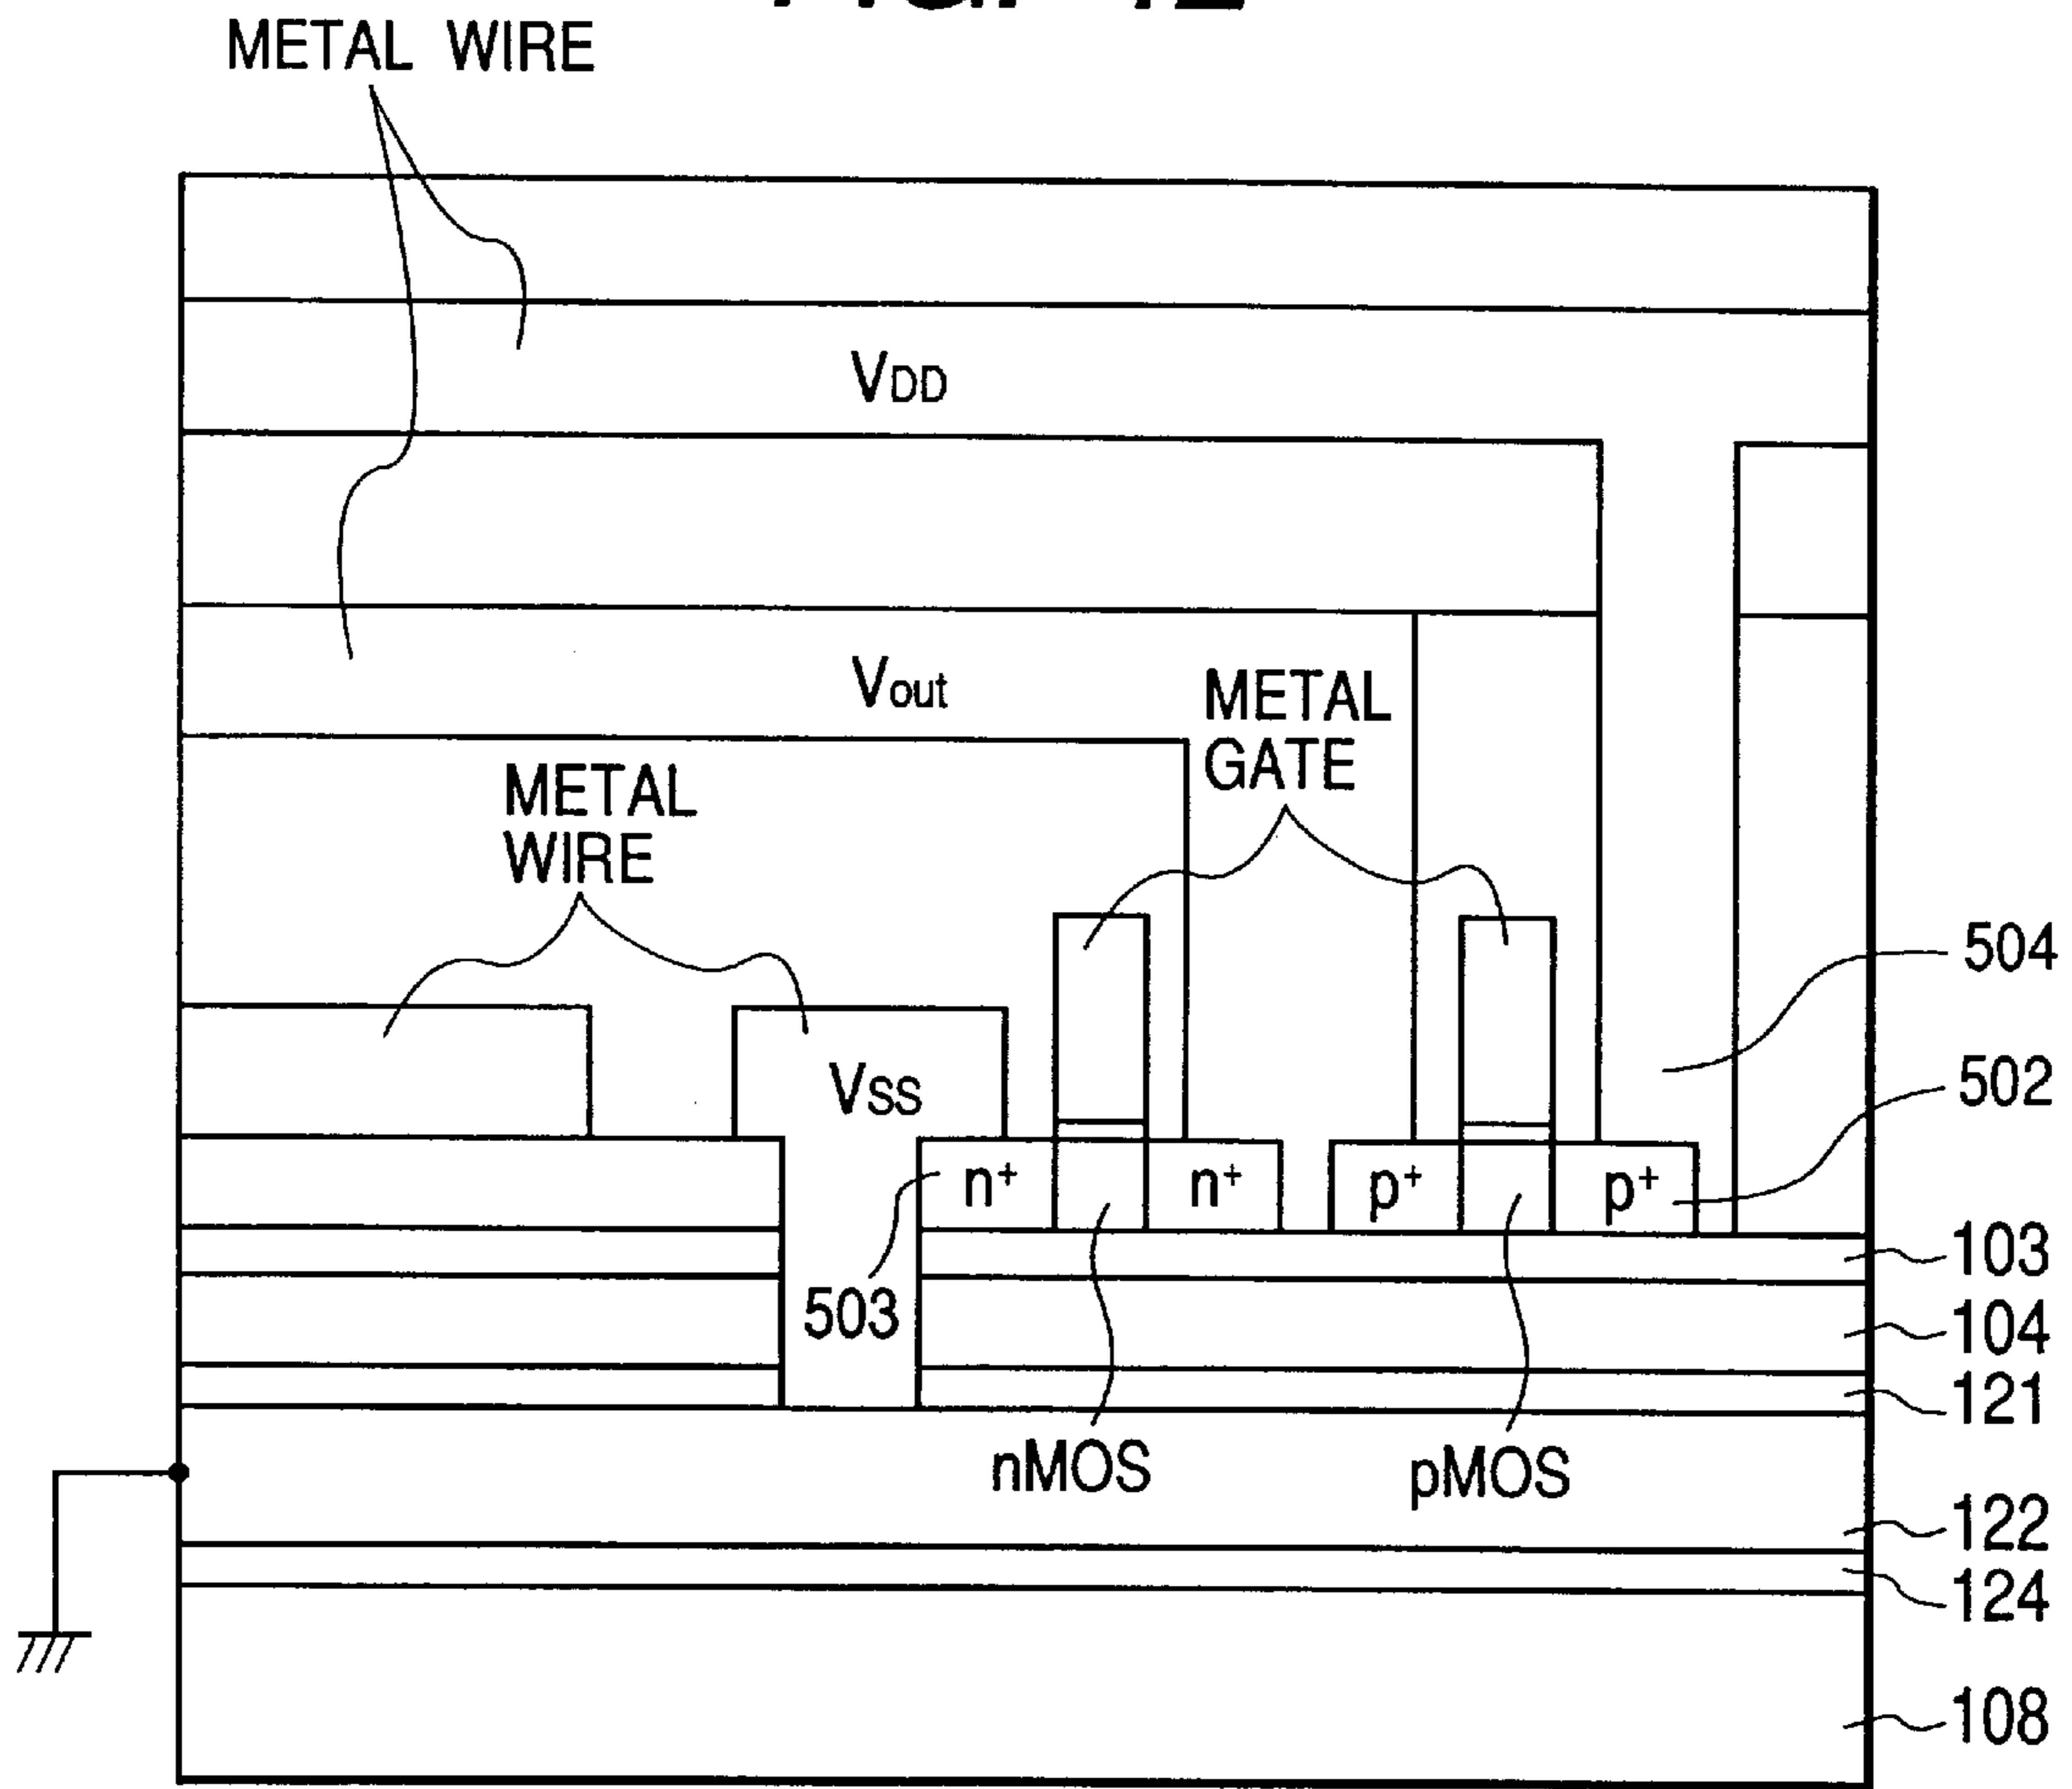 METAL WIRE
VDD
Vout
METAL
GATE
METAL
WIRE
504
VSS
502
n+
n+
p+
p+
103
503
104
121
nMOS
pMOS
122
124
108